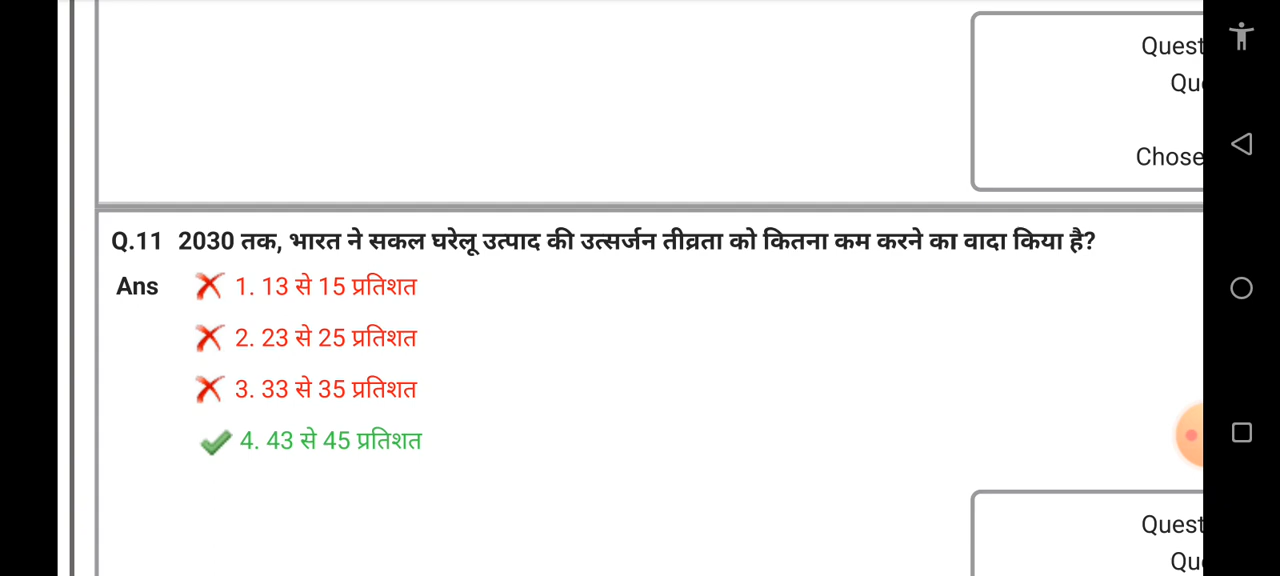 Quest
Qu
Chose
Q.11 2030 तक, भारत ने सकल घरेलू उत्पाद की उत्सर्जन तीव्रता को कितना कम करने का वादा किया है?
Ans 1. 13 से 15 प्रतिशत
2. 23 से 25 प्रतिशत
3. 33 से 35 प्रतिशत
4. 43 से 45 प्रतिशत
Quest
Qu